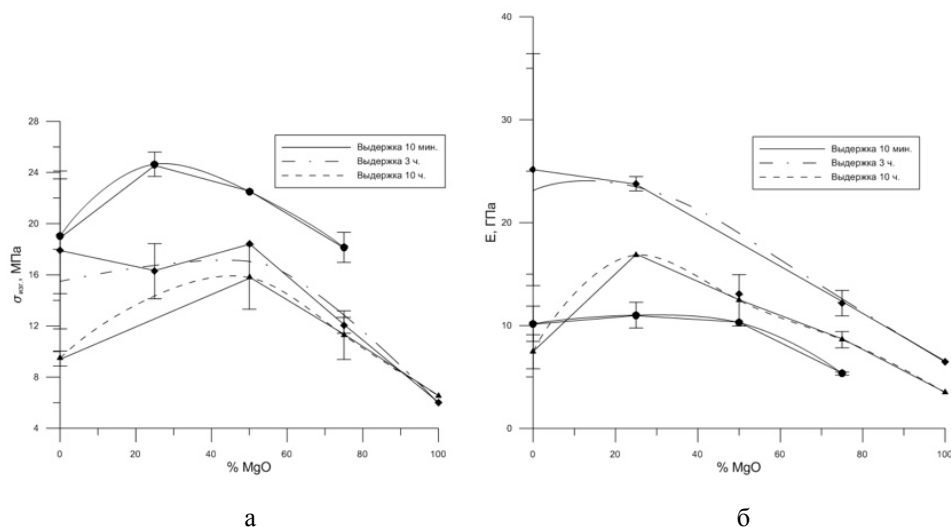 28
24
20
16
12
8
4
σизг., МПа
0 20 40 60 80 100
% MgO
Выдержка 10 мин.
Выдержка 3 ч.
Выдержка 10 ч.
а
40
30
20
10
0
E, ГПа
0 20 40 60 80 100
% MgO
Выдержка 10 мин.
Выдержка 3 ч.
Выдержка 10 ч.
б